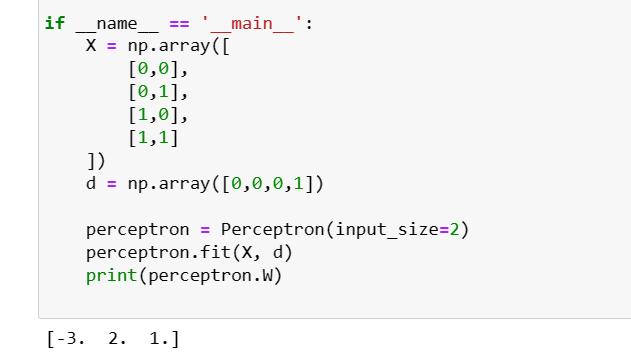 if __name__ == '__main__':
    X = np.array([
        [0,0],
        [0,1],
        [1,0],
        [1,1]
    ])
    d = np.array([0,0,0,1])

    perceptron = Perceptron(input_size=2)
    perceptron.fit(X, d)
    print(perceptron.W)

[-3.  2.  1.]